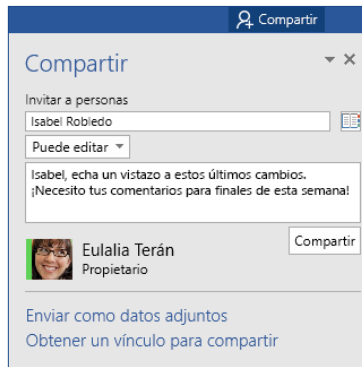 Compartir
Compartir
Invitar a personas
Isabel Robledo
Puede editar
Isabel, echa un vistazo a estos últimos cambios.
¡Necesito tus comentarios para finales de esta semana!
Compartir
Eulalia Terán
Propietario
Enviar como datos adjuntos
Obtener un vínculo para compartir